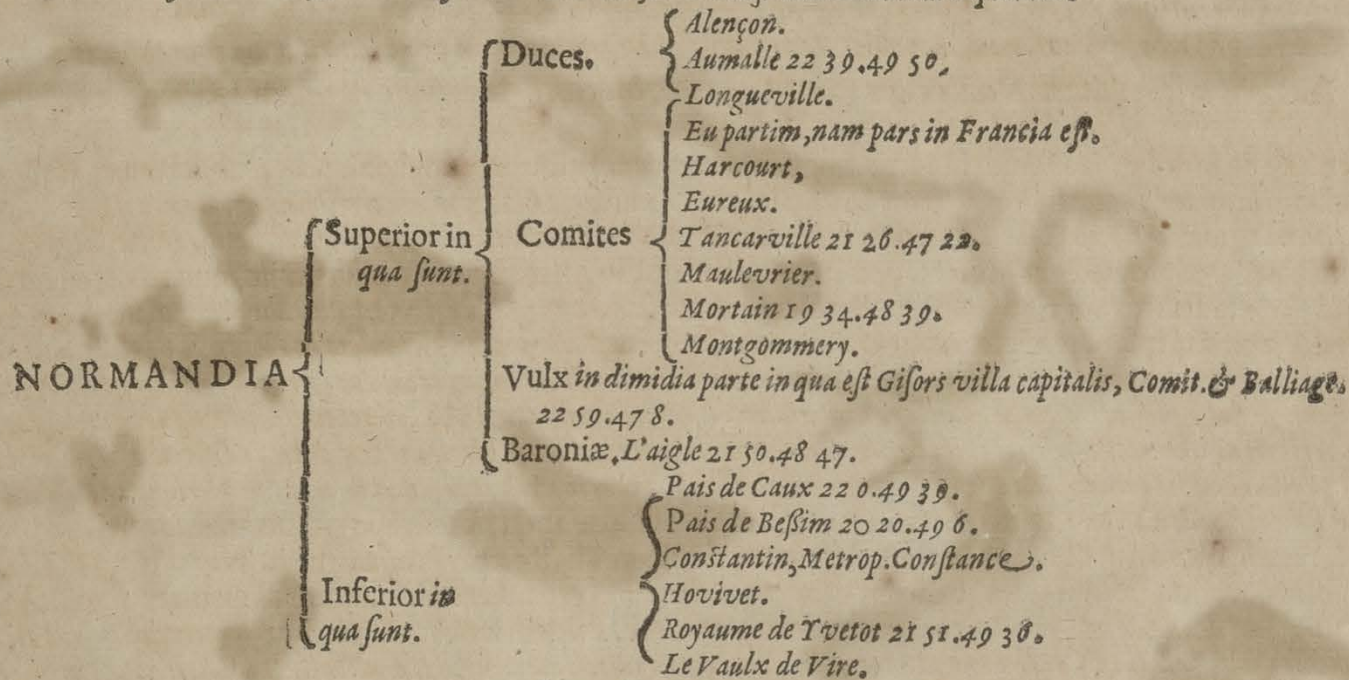 Alençon.
Duces.
Aumalle 22 39.49 50.
Longueville.
Eu partim, nam pars in Francia est.
Harcourt,
Eureux.
Superior in
qua sunt.
Comites
Tancarville 21 26.47 22.
Maulevrier.
Mortain 19 34.48 39.
Montgommery.
NORMANDIA
Vulx in dimidia parte in qua est Gisors villa capitalis, Comit. & Balliage.
22 59.47 8.
Baroniæ, L'aigle 21 50.48 47.
Pais de Caux 22 0.49 39.
Pais de Beßim 20 20.49 6.
Constantin, Metrop. Constance.
Inferior in
qua sunt.
Hovivet.
Royaume de Yvetot 21 51.49 36.
Le Vaulx de Vire.